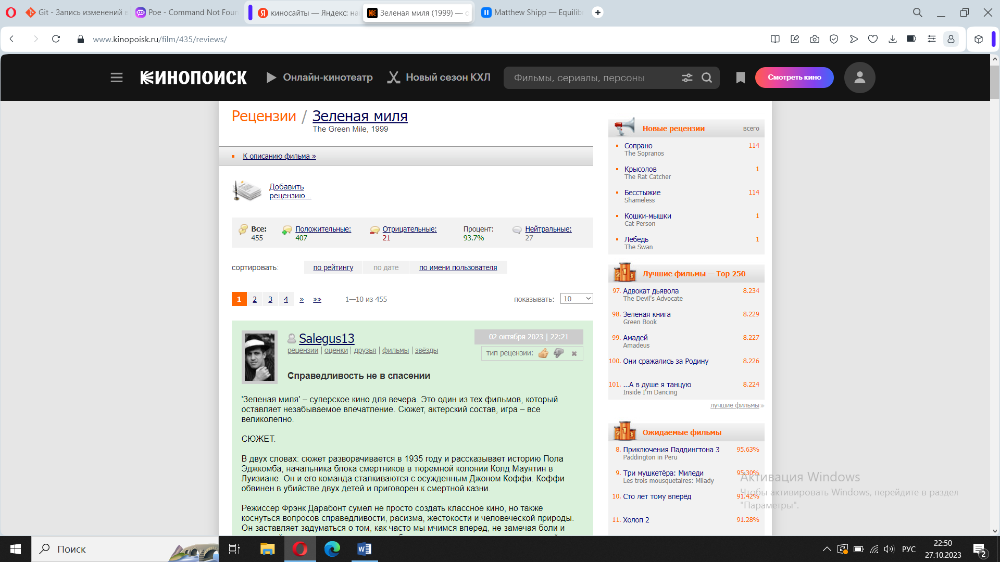 Git - Запись изменений в
Poe - Command Not Foun
киносайты — Яндекс: на
Зеленая миля (1999) — о
Matthew Shipp — Equilib
www.kinopoisk.ru/film/435/reviews/
КИНОПОИСК
Онлайн-кинотеатр
Новый сезон КХЛ
Фильмы, сериалы, персоны
Смотреть кино
Рецензии / Зеленая миля
The Green Mile, 1999
К описанию фильма »
Добавить
рецензию...
Все:
455
Положительные:
407
Отрицательные:
21
Процент:
93.7%
Нейтральные:
27
сортировать:
по рейтингу
по дате
по имени пользователя
1 2 3 4 » »»
1—10 из 455
показывать: 10
Salegus13
рецензии | оценки | друзья | фильмы | звёзды
02 октября 2023 | 22:21
тип рецензии:
Справедливость не в спасении
'Зеленая миля' – суперское кино для вечера. Это один из тех фильмов, который
оставляет незабываемое впечатление. Сюжет, актерский состав, игра – все
великолепно.
СЮЖЕТ.
В двух словах: сюжет разворачивается в 1935 году и рассказывает историю Пола
Эджкомба, начальника блока смертников в тюремной колонии Колд Маунтин в
Луизиане. Он и его команда сталкиваются с осужденным Джоном Коффи. Коффи
обвинен в убийстве двух детей и приговорен к смертной казни.
Режиссер Фрэнк Дарабонт сумел не просто создать классное кино, но также
коснуться вопросов справедливости, расизма, жестокости и человеческой природы.
Он заставляет задуматься о том, как часто мы мчимся вперед, не замечая боли и
Новые рецензии
всего
Сопрано 114
The Sopranos
Крысолов 1
The Rat Catcher
Бесстыжие 114
Shameless
Кошки-мышки 1
Cat Person
Лебедь 1
The Swan
Лучшие фильмы — Top 250
97. Адвокат дьявола 8.234
The Devil's Advocate
98. Зеленая книга 8.229
Green Book
99. Амадей 8.227
Amadeus
100. Они сражались за Родину 8.226
101. ...А в душе я танцую 8.224
Inside I'm Dancing
лучшие фильмы »
Ожидаемые фильмы
8. Приключения Паддингтона 3 95.63%
Paddington in Peru
9. Три мушкетёра: Миледи 95.30%
Les trois mousquetaires: Milady
10. Сто лет тому вперёд 91.42%
11. Холоп 2 91.28%
Активация Windows
Чтобы активировать Windows, перейдите в раздел
"Параметры".
Поиск
РУС
22:50
27.10.2023
2